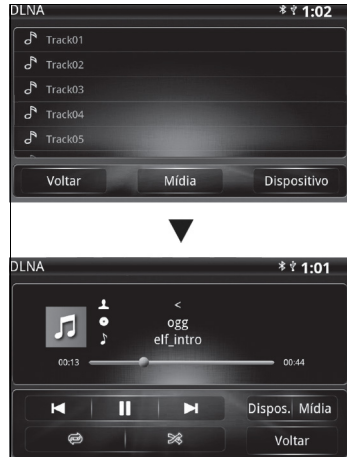 DLNA 1:02
Track01
Track02
Track03
Track04
Track05
Voltar Mídia Dispositivo
DLNA 1:01
<
ogg
elf_intro
00:13 00:44
Dispos. Mídia
Voltar